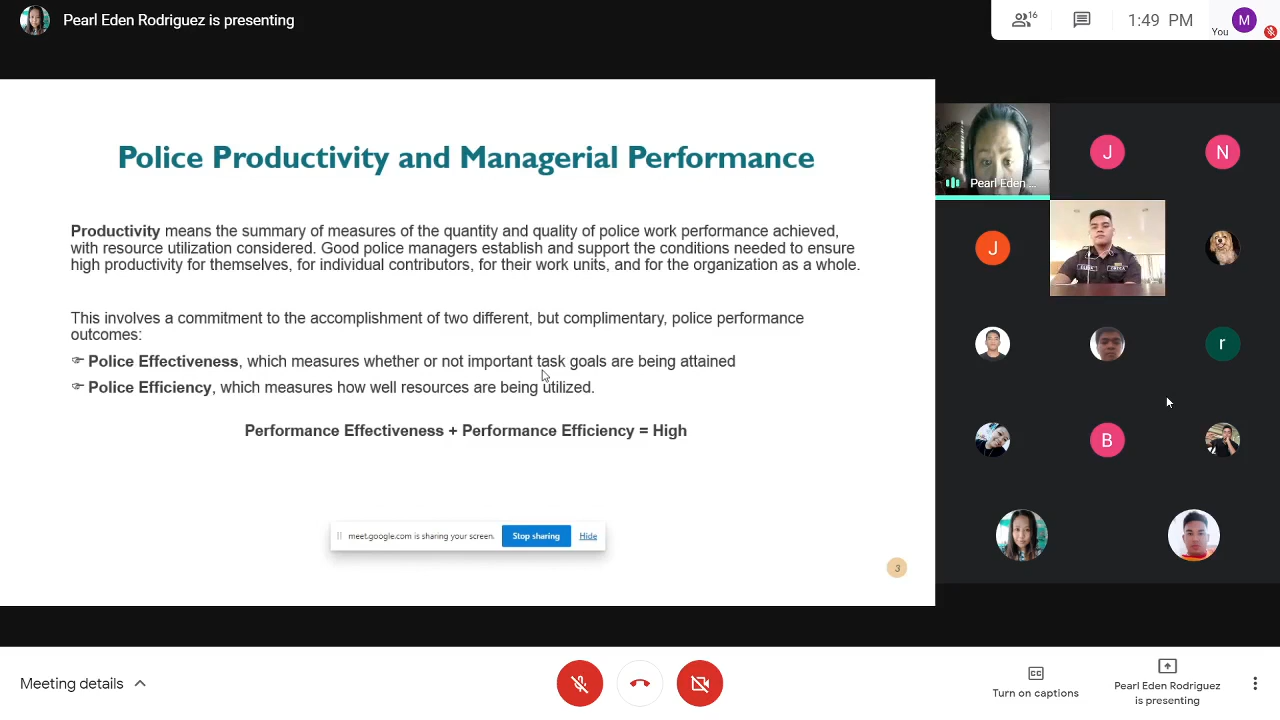 Pearl Eden Rodriguez is presenting
16
1:49 PM
You
M
Police Productivity and Managerial Performance
Productivity means the summary of measures of the quantity and quality of police work performance achieved,
with resource utilization considered. Good police managers establish and support the conditions needed to ensure
high productivity for themselves, for individual contributors, for their work units, and for the organization as a whole.
This involves a commitment to the accomplishment of two different, but complimentary, police performance
outcomes:
Police Effectiveness, which measures whether or not important task goals are being attained
Police Efficiency, which measures how well resources are being utilized.
Performance Effectiveness + Performance Efficiency = High
meet.google.com is sharing your screen.
Stop sharing
Hide
3
Pearl Eden ...
J
N
J
r
B
Meeting details
CC
Turn on captions
Pearl Eden Rodriguez
is presenting